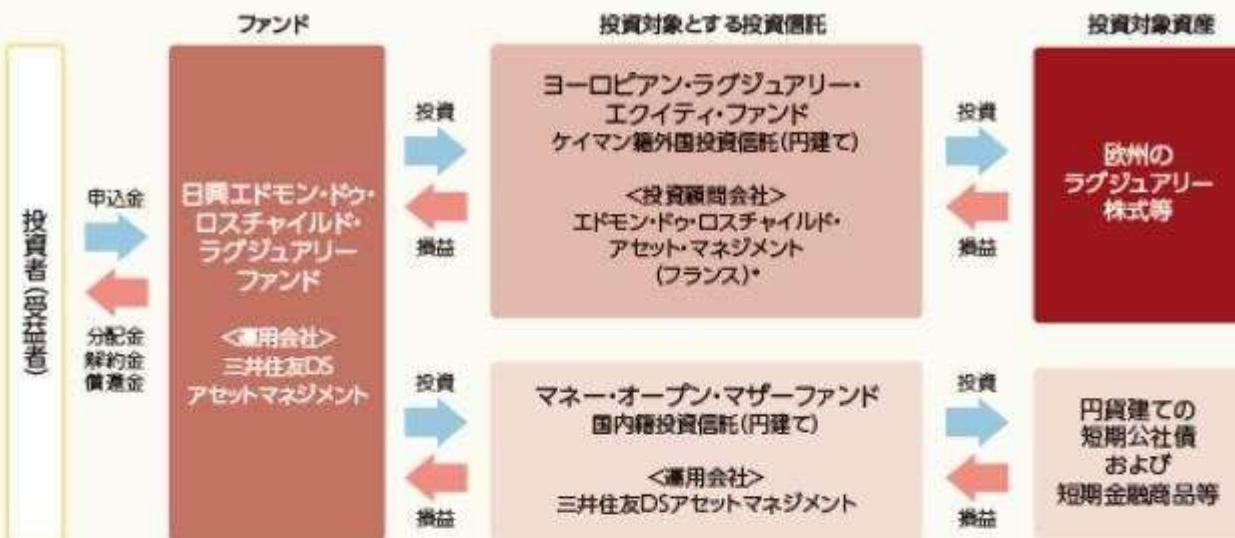 ファンド
投資対象とする投資信託
投資対象資産
投資者(受益者)
申込金
分配金
解約金
償還金
日興エドモン・ドゥ・
ロスチャイルド・
ラグジュアリー
ファンド
<運用会社>
三井住友DS
アセットマネジメント
投資
損益
ヨーロピアン・ラグジュアリー・
エクイティ・ファンド
ケイマン籍外国投資信託(円建て)
<投資顧問会社>
エドモン・ドゥ・ロスチャイルド・
アセット・マネジメント
(フランス)*
投資
損益
欧州の
ラグジュアリー
株式等
投資
損益
マネー・オープン・マザーファンド
国内籍投資信託(円建て)
<運用会社>
三井住友DSアセットマネジメント
投資
損益
円貨建ての
短期公社債
および
短期金融商品等